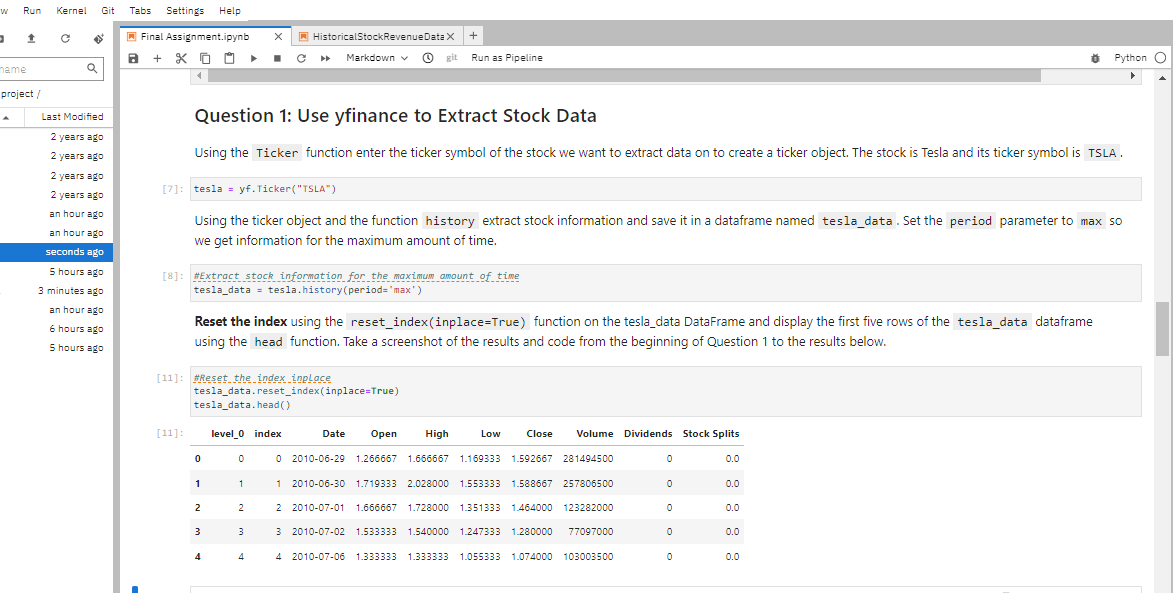 w Run Kernel Git Tabs Settings Help
Final Assignment.ipynb HistoricalStockRevenueData
Markdown git Run as Pipeline Python
name
project /
Last Modified
2 years ago
2 years ago
2 years ago
2 years ago
an hour ago
an hour ago
seconds ago
5 hours ago
3 minutes ago
an hour ago
6 hours ago
5 hours ago
Question 1: Use yfinance to Extract Stock Data
Using the Ticker function enter the ticker symbol of the stock we want to extract data on to create a ticker object. The stock is Tesla and its ticker symbol is TSLA .
[7]: tesla = yf.Ticker("TSLA")
Using the ticker object and the function history extract stock information and save it in a dataframe named tesla_data . Set the period parameter to max so
we get information for the maximum amount of time.
[8]: #Extract stock information for the maximum amount of time
tesla_data = tesla.history(period='max')
Reset the index using the reset_index(inplace=True) function on the tesla_data DataFrame and display the first five rows of the tesla_data dataframe
using the head function. Take a screenshot of the results and code from the beginning of Question 1 to the results below.
[11]: #Reset the index inplace
tesla_data.reset_index(inplace=True)
tesla_data.head()
[11]: level_0 index Date Open High Low Close Volume Dividends Stock Splits
0 0 0 2010-06-29 1.266667 1.666667 1.169333 1.592667 281494500 0 0.0
1 1 1 2010-06-30 1.719333 2.028000 1.553333 1.588667 257806500 0 0.0
2 2 2 2010-07-01 1.666667 1.728000 1.351333 1.464000 123282000 0 0.0
3 3 3 2010-07-02 1.533333 1.540000 1.247333 1.280000 77097000 0 0.0
4 4 4 2010-07-06 1.333333 1.333333 1.055333 1.074000 103003500 0 0.0